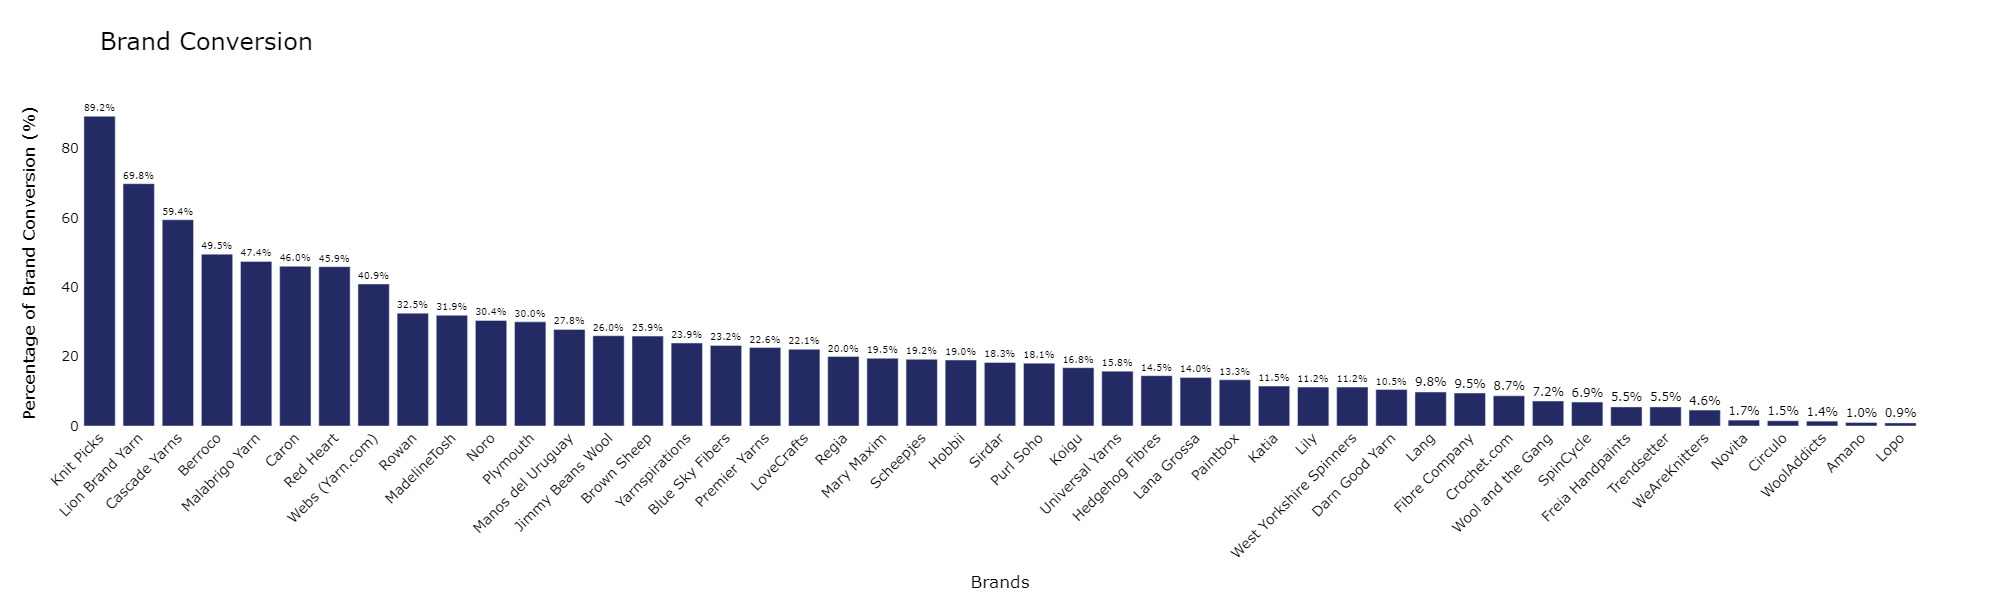 Brand Conversion
Percentage of Brand Conversion (%)
80
60
40
20
0
89.2%
69.8%
59.4%
49.5%
47.4%
46.0%
45.9%
40.9%
32.5%
31.9%
30.4%
30.0%
27.8%
26.0%
25.9%
23.9%
23.2%
22.6%
22.1%
20.0%
19.5%
19.2%
19.0%
18.3%
18.1%
16.8%
15.8%
14.5%
14.0%
13.3%
11.5%
11.2%
11.2%
10.5%
9.8%
9.5%
8.7%
7.2%
6.9%
5.5%
5.5%
4.6%
1.7%
1.5%
1.4%
1.0%
0.9%
Knit Picks
Lion Brand Yarn
Cascade Yarns
Berroco
Malabrigo Yarn
Caron
Red Heart
Webs (Yarn.com)
Rowan
MadelineTosh
Noro
Plymouth
Manos del Uruguay
Jimmy Beans Wool
Brown Sheep
Yarnspirations
Blue Sky Fibers
Premier Yarns
LoveCrafts
Regia
Mary Maxim
Scheepjes
Hobbii
Sirdar
Purl Soho
Koigu
Universal Yarns
Hedgehog Fibres
Lana Grossa
Paintbox
Katia
Lily
West Yorkshire Spinners
Darn Good Yarn
Lang
Fibre Company
Crochet.com
Wool and the Gang
SpinCycle
Freia Handpaints
Trendsetter
WeAreKnitters
Novita
Circulo
WoolAddicts
Amano
Lopo
Brands